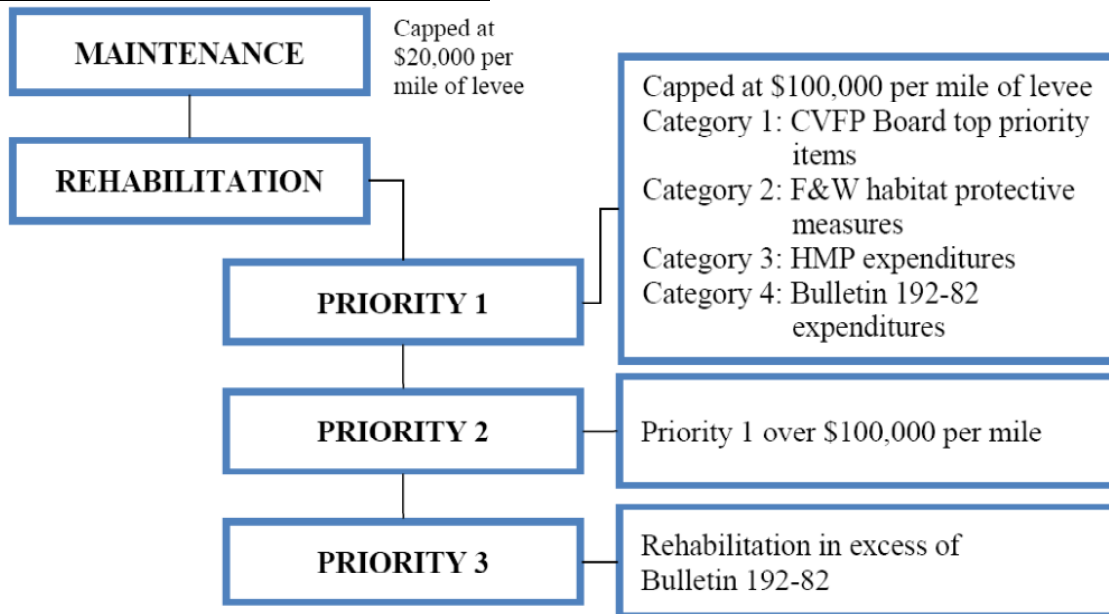 MAINTENANCE
Capped at
$20,000 per
mile of levee
REHABILITATION
PRIORITY 1
Capped at $100,000 per mile of levee
Category 1: CVFP Board top priority
items
Category 2: F&W habitat protective
measures
Category 3: HMP expenditures
Category 4: Bulletin 192-82
expenditures
PRIORITY 2
Priority 1 over $100,000 per mile
PRIORITY 3
Rehabilitation in excess of
Bulletin 192-82